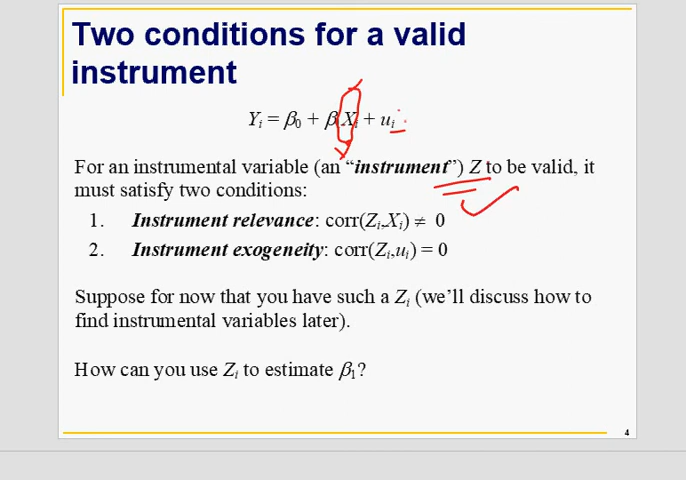 Two conditions for a valid
instrument
Yᵢ = β₀ + β Xᵢ + uᵢ
For an instrumental variable (an “instrument”) Z to be valid, it
must satisfy two conditions:
1. Instrument relevance: corr(Zᵢ,Xᵢ) ≠ 0
2. Instrument exogeneity: corr(Zᵢ,uᵢ) = 0
Suppose for now that you have such a Zᵢ (we’ll discuss how to
find instrumental variables later).
How can you use Zᵢ to estimate β₁?
4